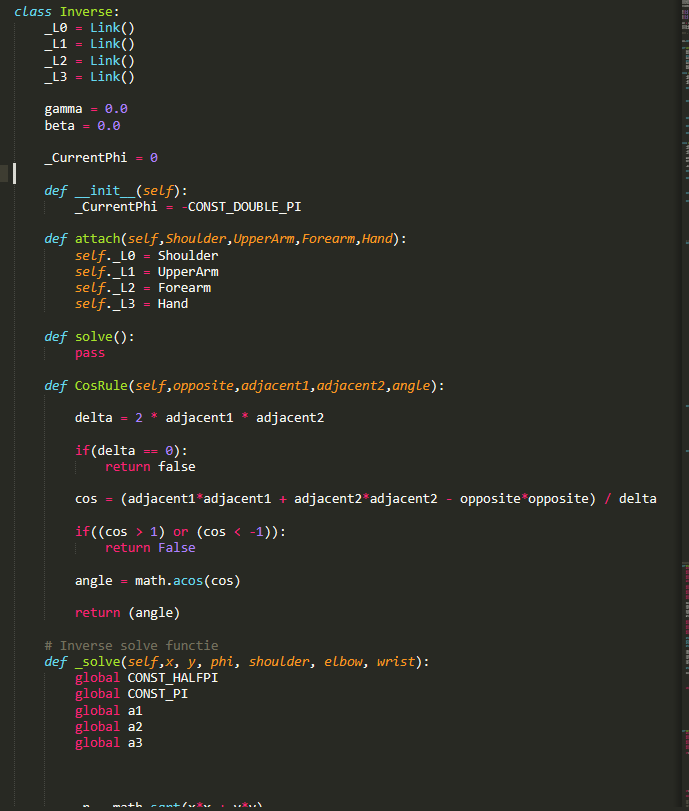 class Inverse:
    _L0 = Link()
    _L1 = Link()
    _L2 = Link()
    _L3 = Link()
    gamma = 0.0
    beta = 0.0
    _CurrentPhi = 0
    def __init__(self):
        _CurrentPhi = -CONST_DOUBLE_PI
    def attach(self,Shoulder,UpperArm,Forearm,Hand):
        self._L0 = Shoulder
        self._L1 = UpperArm
        self._L2 = Forearm
        self._L3 = Hand
    def solve():
        pass
    def CosRule(self,opposite,adjacent1,adjacent2,angle):
        delta = 2 * adjacent1 * adjacent2
        if(delta == 0):
            return false
        cos = (adjacent1*adjacent1 + adjacent2*adjacent2 - opposite*opposite) / delta
        if((cos > 1) or (cos < -1)):
            return False
        angle = math.acos(cos)
        return (angle)
    # Inverse solve functie
    def _solve(self,x, y, phi, shoulder, elbow, wrist):
        global CONST_HALFPI
        global CONST_PI
        global a1
        global a2
        global a3